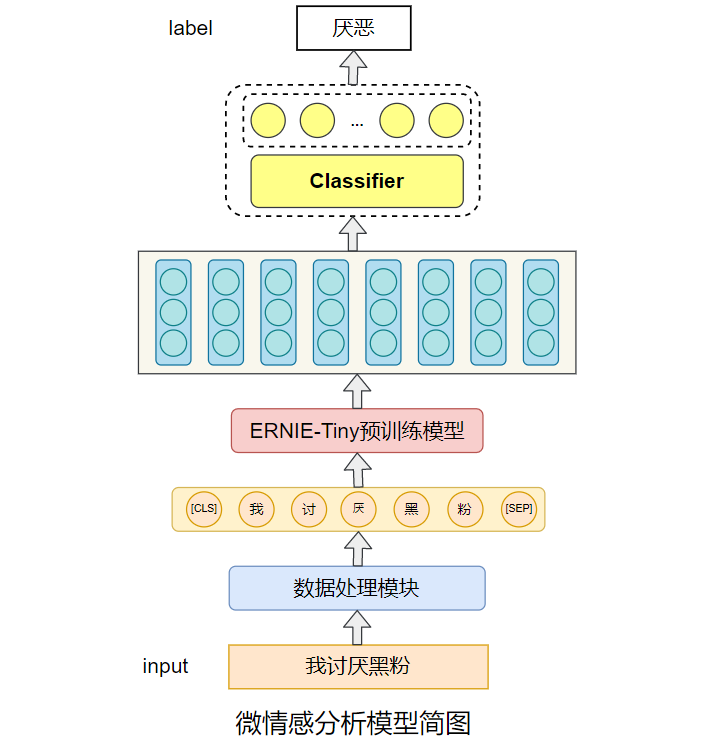 label
厌恶
...
Classifier
ERNIE-Tiny预训练模型
[CLS] 我 讨 厌 黑 粉 [SEP]
数据处理模块
input
我讨厌黑粉
微情感分析模型简图